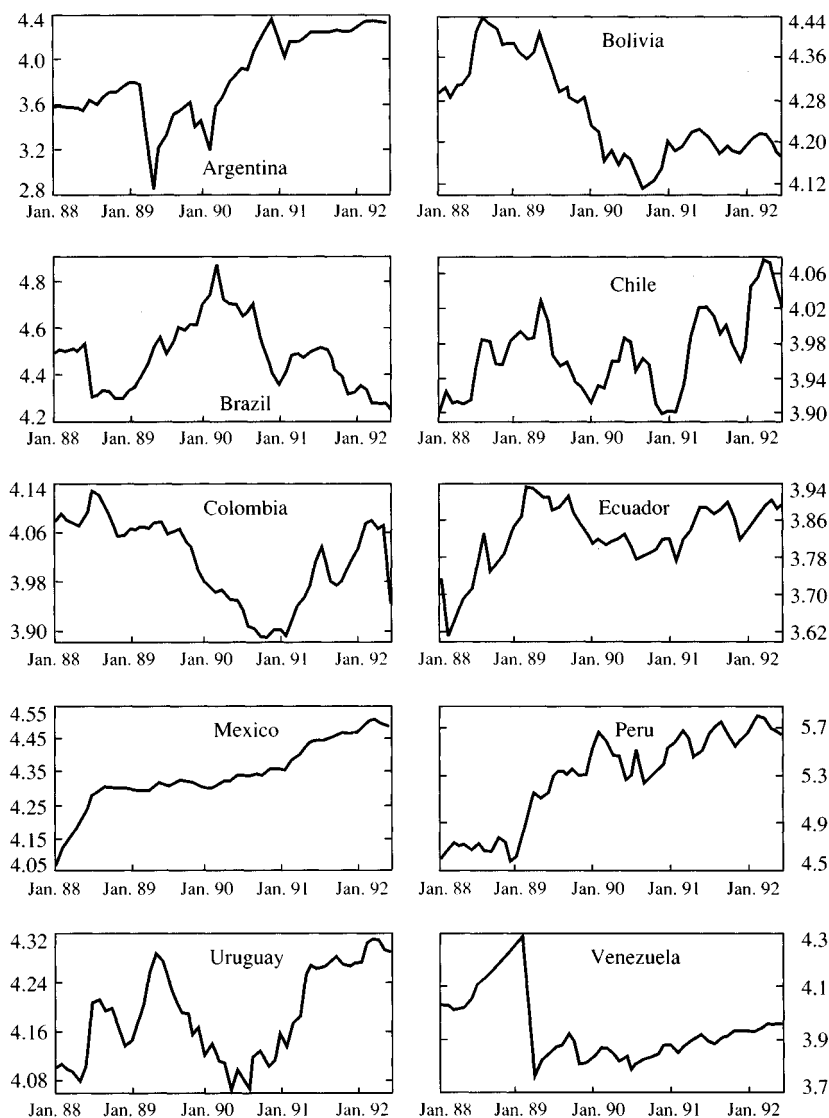 Argentina
4.4
4.0
3.6
3.2
2.8
Jan. 88 Jan. 89 Jan. 90 Jan. 91 Jan. 92
Bolivia
4.44
4.36
4.28
4.20
4.12
Jan. 88 Jan. 89 Jan. 90 Jan. 91 Jan. 92
Brazil
4.8
4.6
4.4
4.2
Jan. 88 Jan. 89 Jan. 90 Jan. 91 Jan. 92
Chile
4.06
4.02
3.98
3.94
3.90
Jan. 88 Jan. 89 Jan. 90 Jan. 91 Jan. 92
Colombia
4.14
4.06
3.98
3.90
Jan. 88 Jan. 89 Jan. 90 Jan. 91 Jan. 92
Ecuador
3.94
3.86
3.78
3.70
3.62
Jan. 88 Jan. 89 Jan. 90 Jan. 91 Jan. 92
Mexico
4.55
4.45
4.35
4.25
4.15
4.05
Jan. 88 Jan. 89 Jan. 90 Jan. 91 Jan. 92
Peru
5.7
5.3
4.9
4.5
Jan. 88 Jan. 89 Jan. 90 Jan. 91 Jan. 92
Uruguay
4.32
4.24
4.16
4.08
Jan. 88 Jan. 89 Jan. 90 Jan. 91 Jan. 92
Venezuela
4.3
4.1
3.9
3.7
Jan. 88 Jan. 89 Jan. 90 Jan. 91 Jan. 92